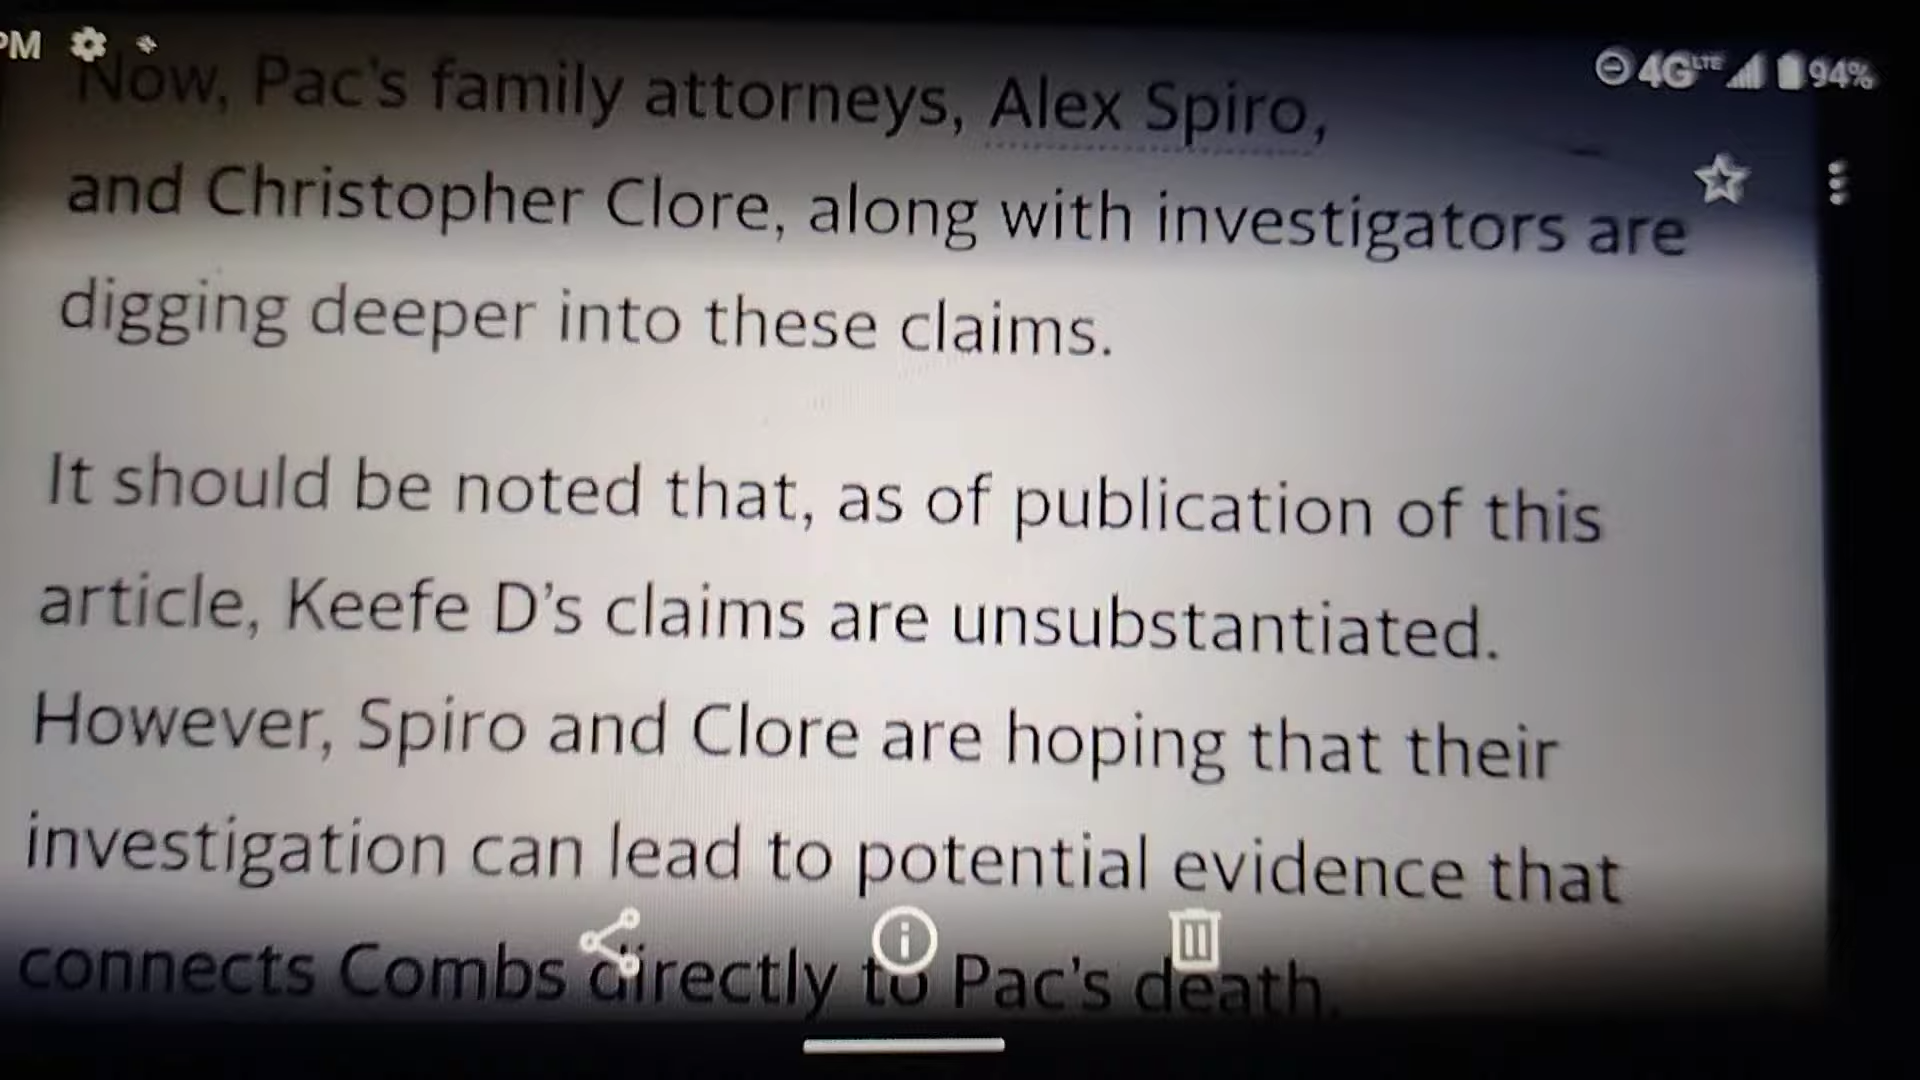 PM
4G LTE 94%
Now, Pac's family attorneys, Alex Spiro,
and Christopher Clore, along with investigators are
digging deeper into these claims.
It should be noted that, as of publication of this
article, Keefe D's claims are unsubstantiated.
However, Spiro and Clore are hoping that their
investigation can lead to potential evidence that
connects Combs directly to Pac's death.